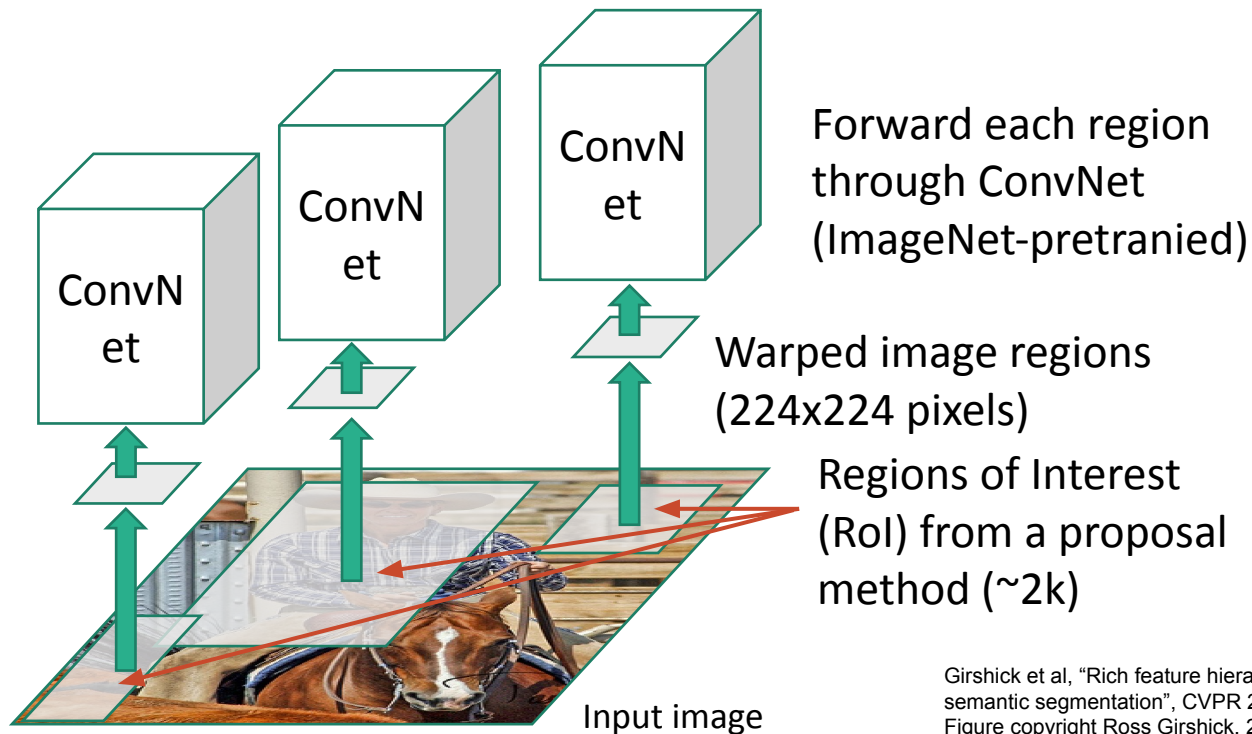 ConvN
et
ConvN
et
ConvN
et
Forward each region
through ConvNet
(ImageNet-pretranied)
Warped image regions
(224x224 pixels)
Regions of Interest
(RoI) from a proposal
method (~2k)
Input image
Girshick et al, “Rich feature hiera
semantic segmentation”, CVPR 2
Figure copyright Ross Girshick, 2